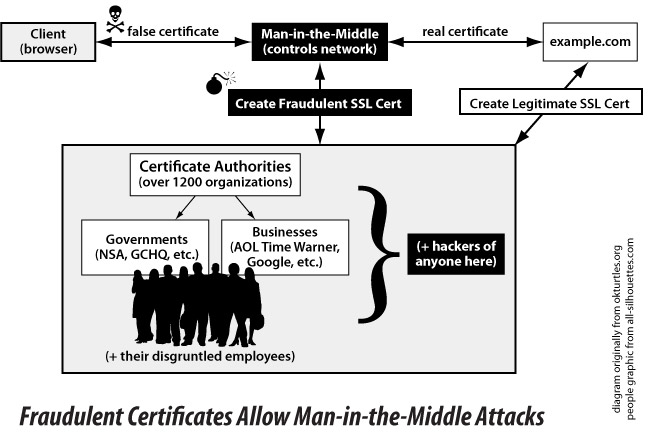 Client
(browser)
false certificate
Man-in-the-Middle
(controls network)
real certificate
example.com
Create Fraudulent SSL Cert
Create Legitimate SSL Cert
Certificate Authorities
(over 1200 organizations)
Governments
(NSA, GCHQ, etc.)
Businesses
(AOL Time Warner,
Google, etc.)
(+ hackers of
anyone here)
(+ their disgruntled employees)
diagram originally from okturtles.org
people graphic from all-silhouettes.com
Fraudulent Certificates Allow Man-in-the-Middle Attacks